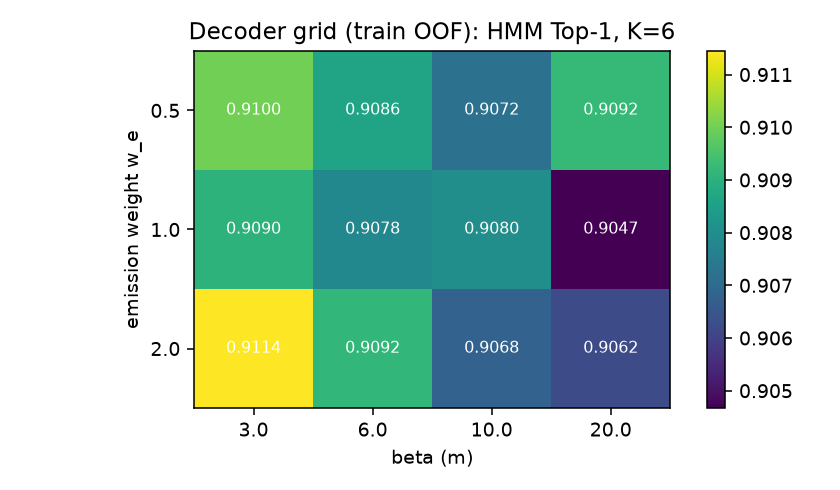 Decoder grid (train OOF): HMM Top-1, K=6
emission weight w_e
0.5
0.9100 0.9086 0.9072 0.9092
1.0
0.9090 0.9078 0.9080 0.9047
2.0
0.9114 0.9092 0.9068 0.9062
3.0 6.0 10.0 20.0
beta (m)
0.911
0.910
0.909
0.908
0.907
0.906
0.905